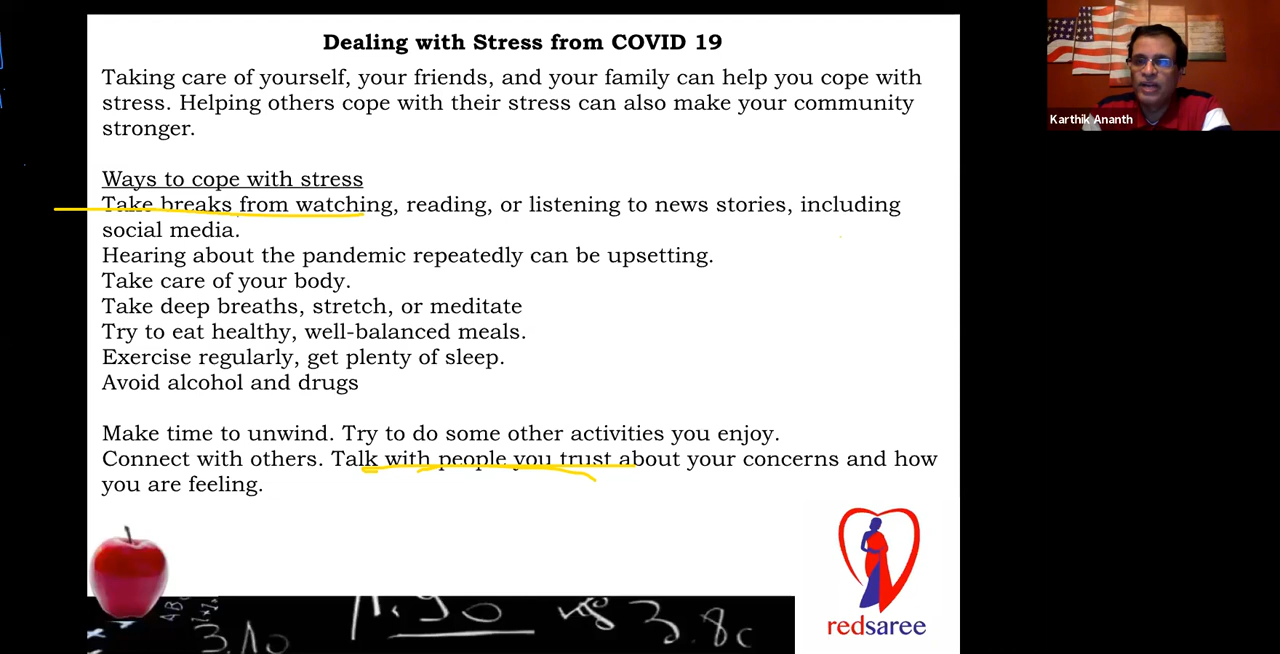 Dealing with Stress from COVID 19
Taking care of yourself, your friends, and your family can help you cope with
stress. Helping others cope with their stress can also make your community
stronger.
Ways to cope with stress
Take breaks from watching, reading, or listening to news stories, including
social media.
Hearing about the pandemic repeatedly can be upsetting.
Take care of your body.
Take deep breaths, stretch, or meditate
Try to eat healthy, well-balanced meals.
Exercise regularly, get plenty of sleep.
Avoid alcohol and drugs
Make time to unwind. Try to do some other activities you enjoy.
Connect with others. Talk with people you trust about your concerns and how
you are feeling.
redsaree
Karthik Ananth